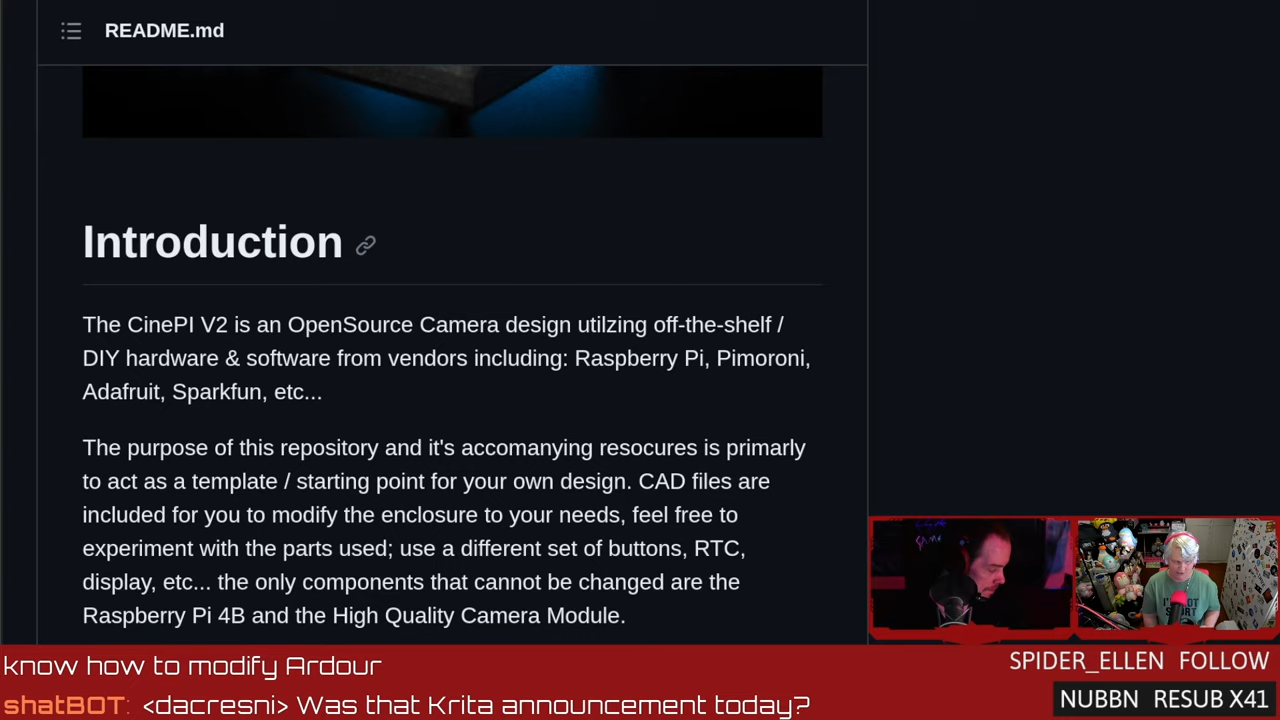 README.md
Introduction
The CinePI V2 is an OpenSource Camera design utilzing off-the-shelf /
DIY hardware & software from vendors including: Raspberry Pi, Pimoroni,
Adafruit, Sparkfun, etc...
The purpose of this repository and it's accomanying resocures is primarly
to act as a template / starting point for your own design. CAD files are
included for you to modify the enclosure to your needs, feel free to
experiment with the parts used; use a different set of buttons, RTC,
display, etc... the only components that cannot be changed are the
Raspberry Pi 4B and the High Quality Camera Module.
know how to modify Ardour
shatBOT: <dacresni> Was that Krita announcement today?
SPIDER_ELLEN FOLLOW
NUBBN RESUB X41